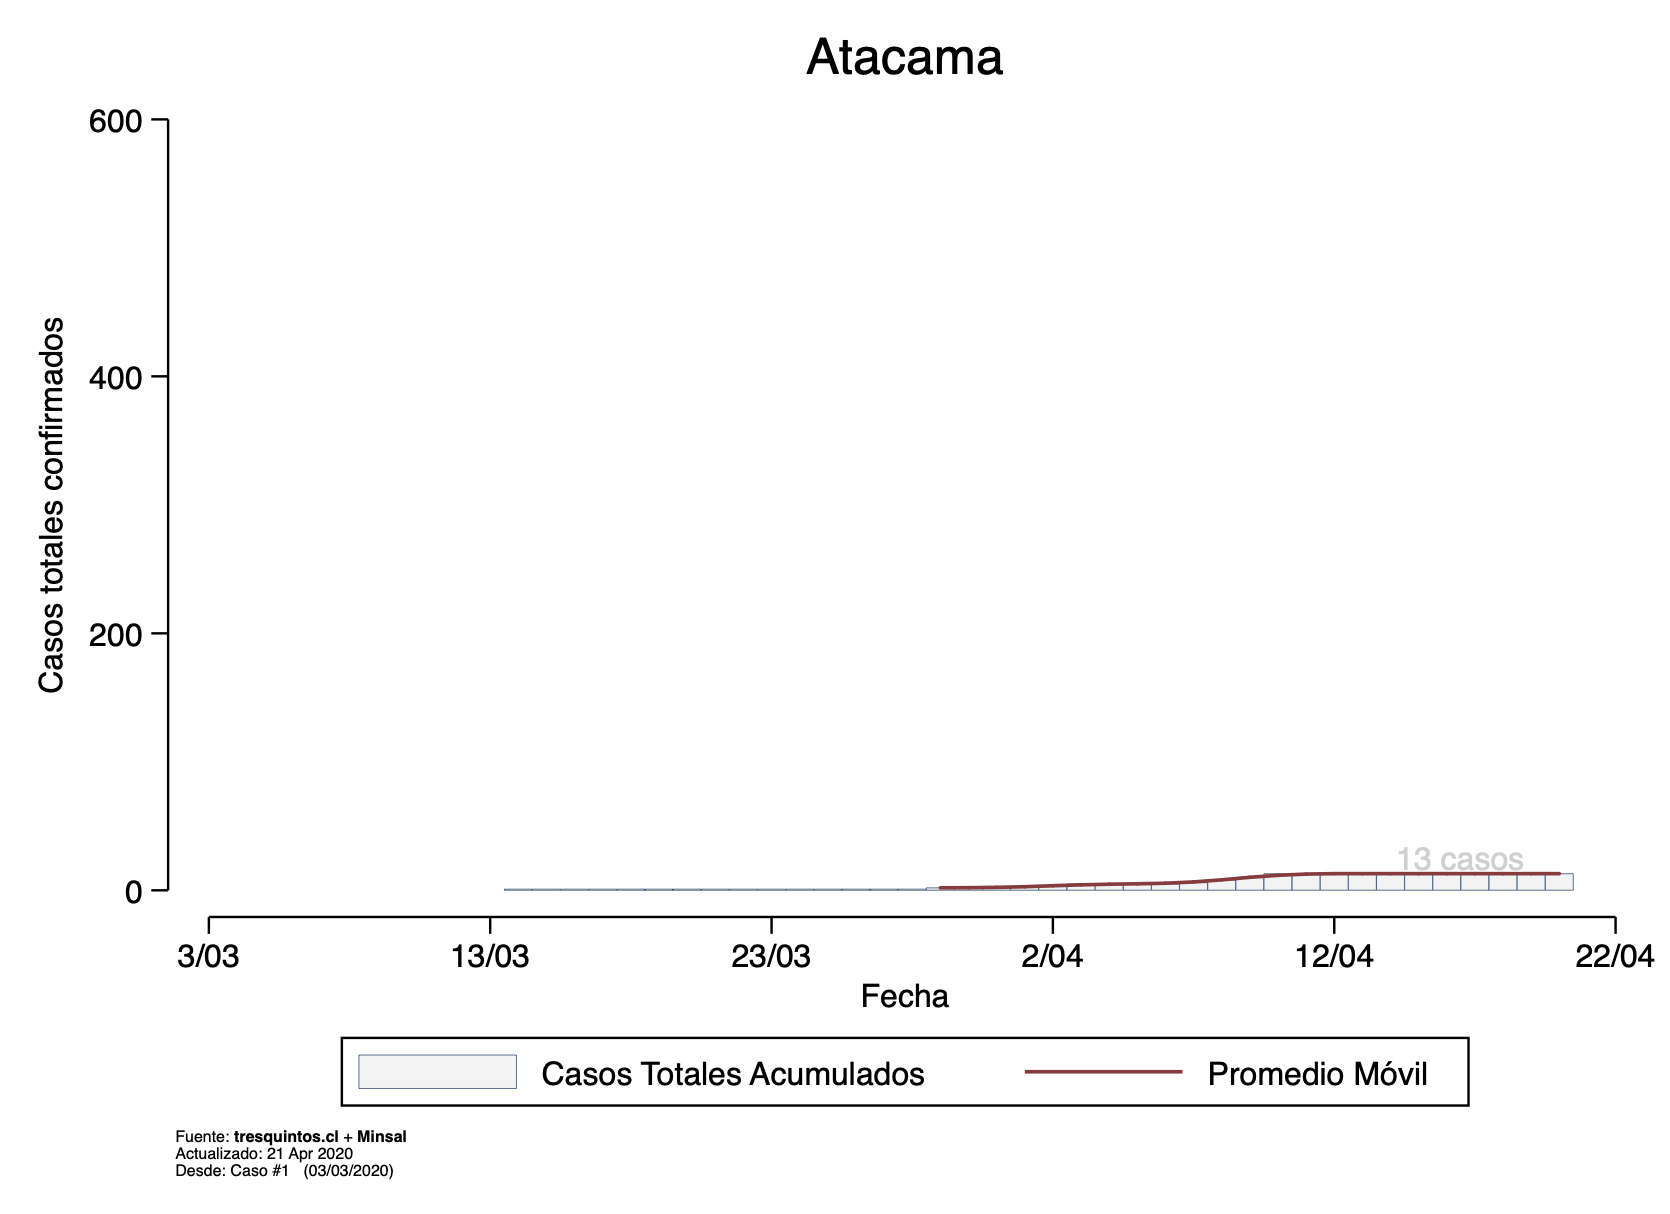 Atacama
Casos totales confirmados
600
400
200
0
13 casos
3/03 13/03 23/03 2/04 12/04 22/04
Fecha
Casos Totales Acumulados Promedio Móvil
Fuente: tresquintos.cl + Minsal
Actualizado: 21 Apr 2020
Desde: Caso #1 (03/03/2020)